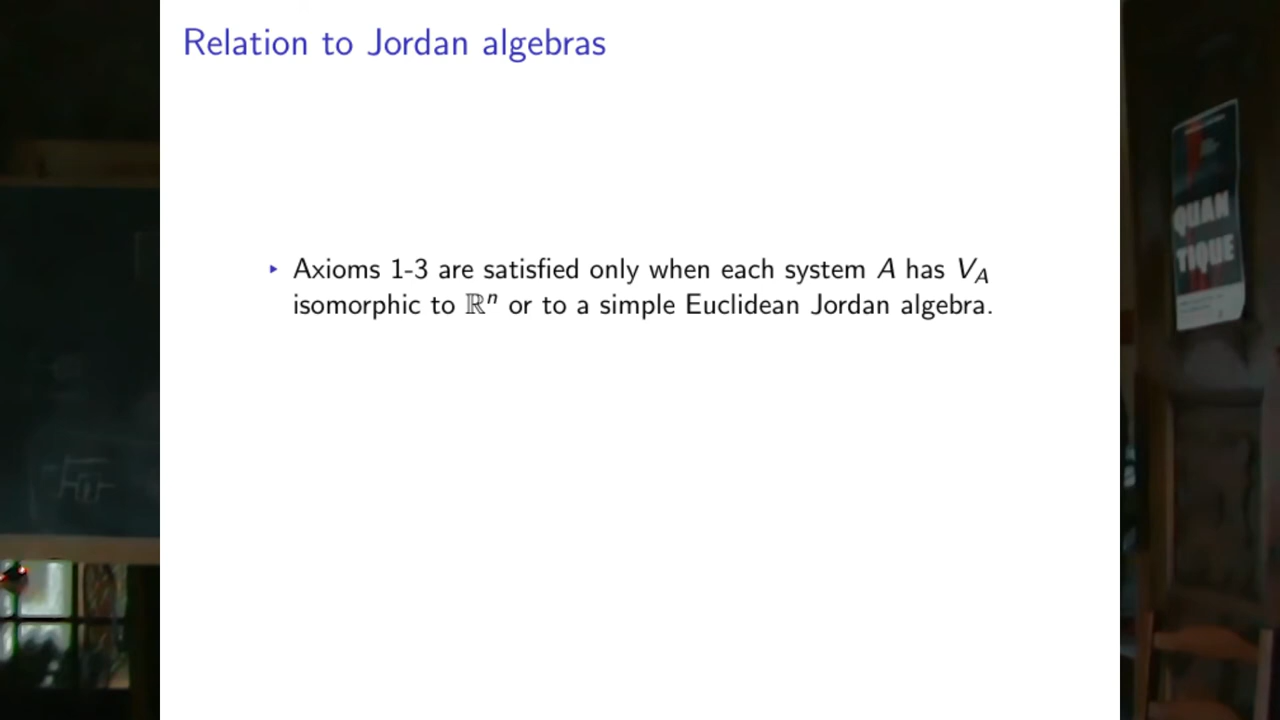 Relation to Jordan algebras
▸ Axioms 1-3 are satisfied only when each system A has V_A
isomorphic to ℝⁿ or to a simple Euclidean Jordan algebra.
QUAN
TIQUE